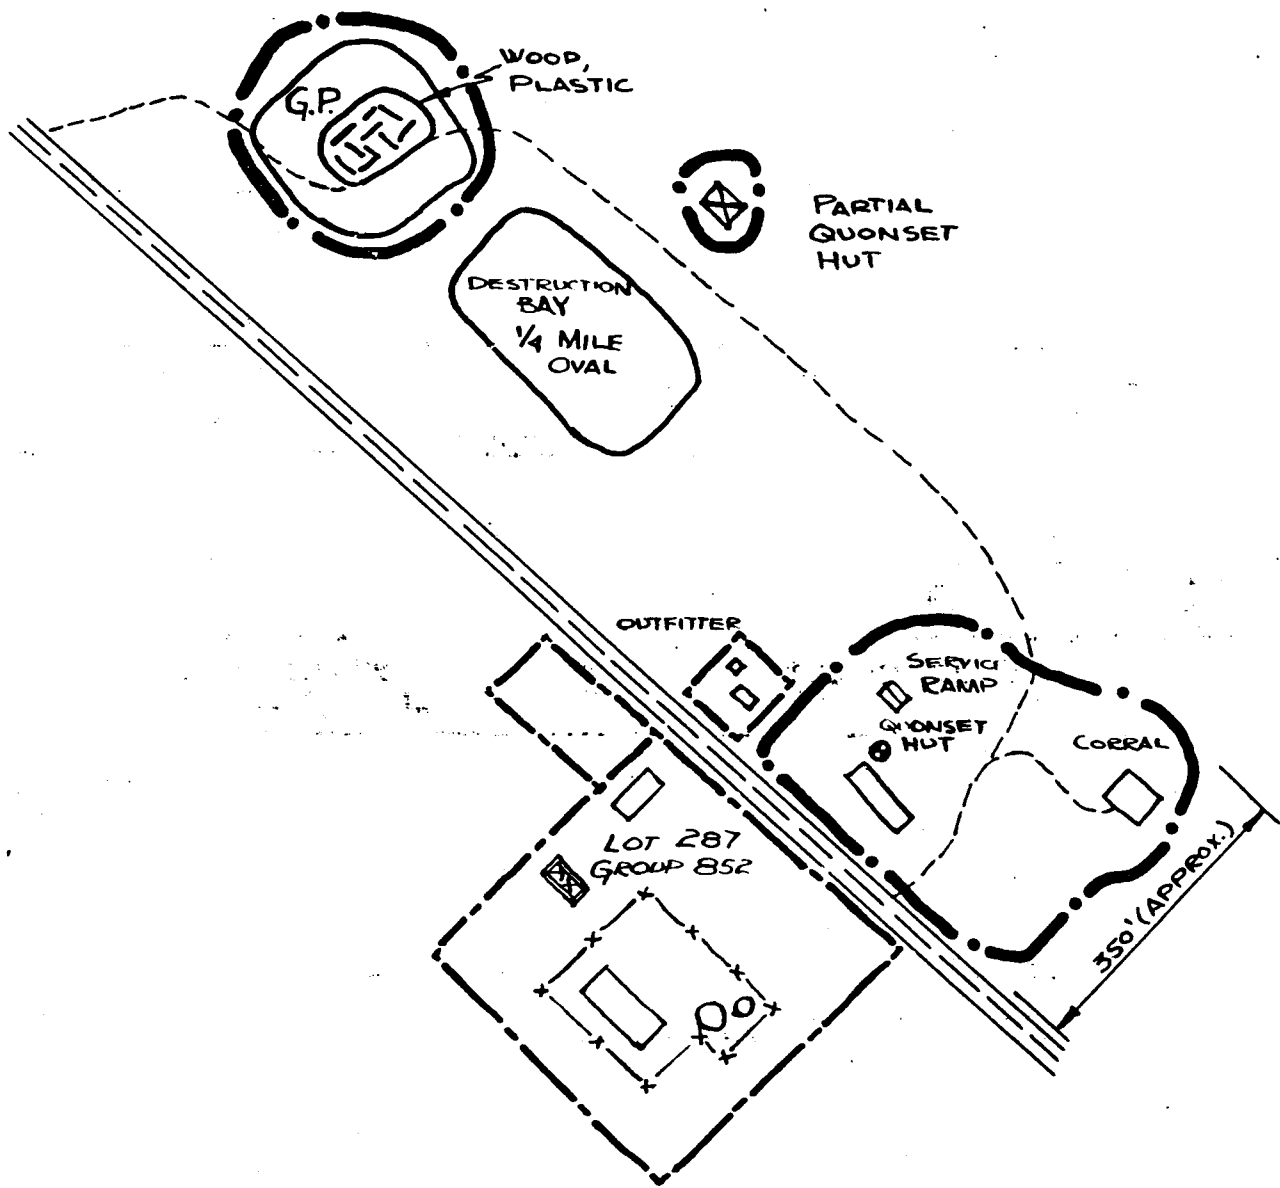 WOOD,
PLASTIC
G.P.
PARTIAL
QUONSET
HUT
DESTRUCTION
BAY
1/4 MILE
OVAL
OUTFITTER
SERVIC
RAMP
QUONSET
HUT
CORRAL
LOT 287
GROUP 852
350' (APPROX.)